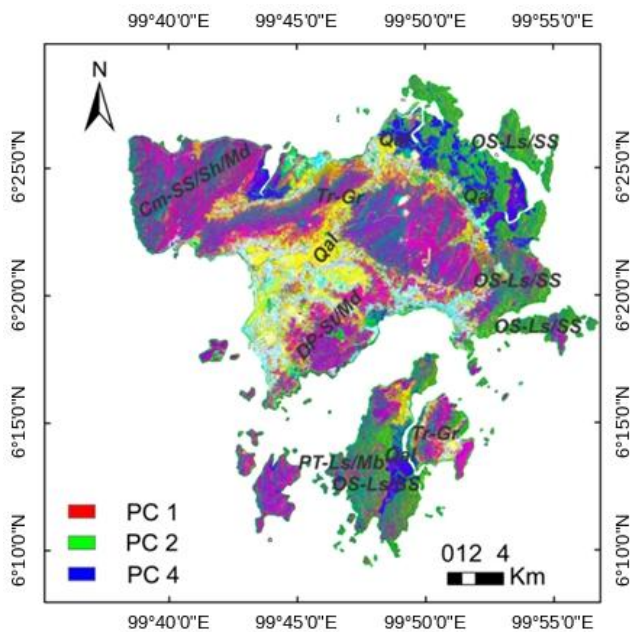 99°40'0"E 99°45'0"E 99°50'0"E 99°55'0"E
N
6°25'0"N 6°25'0"N
6°20'0"N 6°20'0"N
6°15'0"N 6°15'0"N
6°10'0"N 6°10'0"N
Qal
OS-Ls/SS
Cm-SS/Sh/Md
Tr-Gr
Qal
Qal
OS-Ls/SS
DP-St/Md
OS-Ls/SS
Tr-Gr
Qal
PT-Ls/Mb
OS-Ls/SS
PC 1
PC 2
PC 4
012 4
Km
99°40'0"E 99°45'0"E 99°50'0"E 99°55'0"E